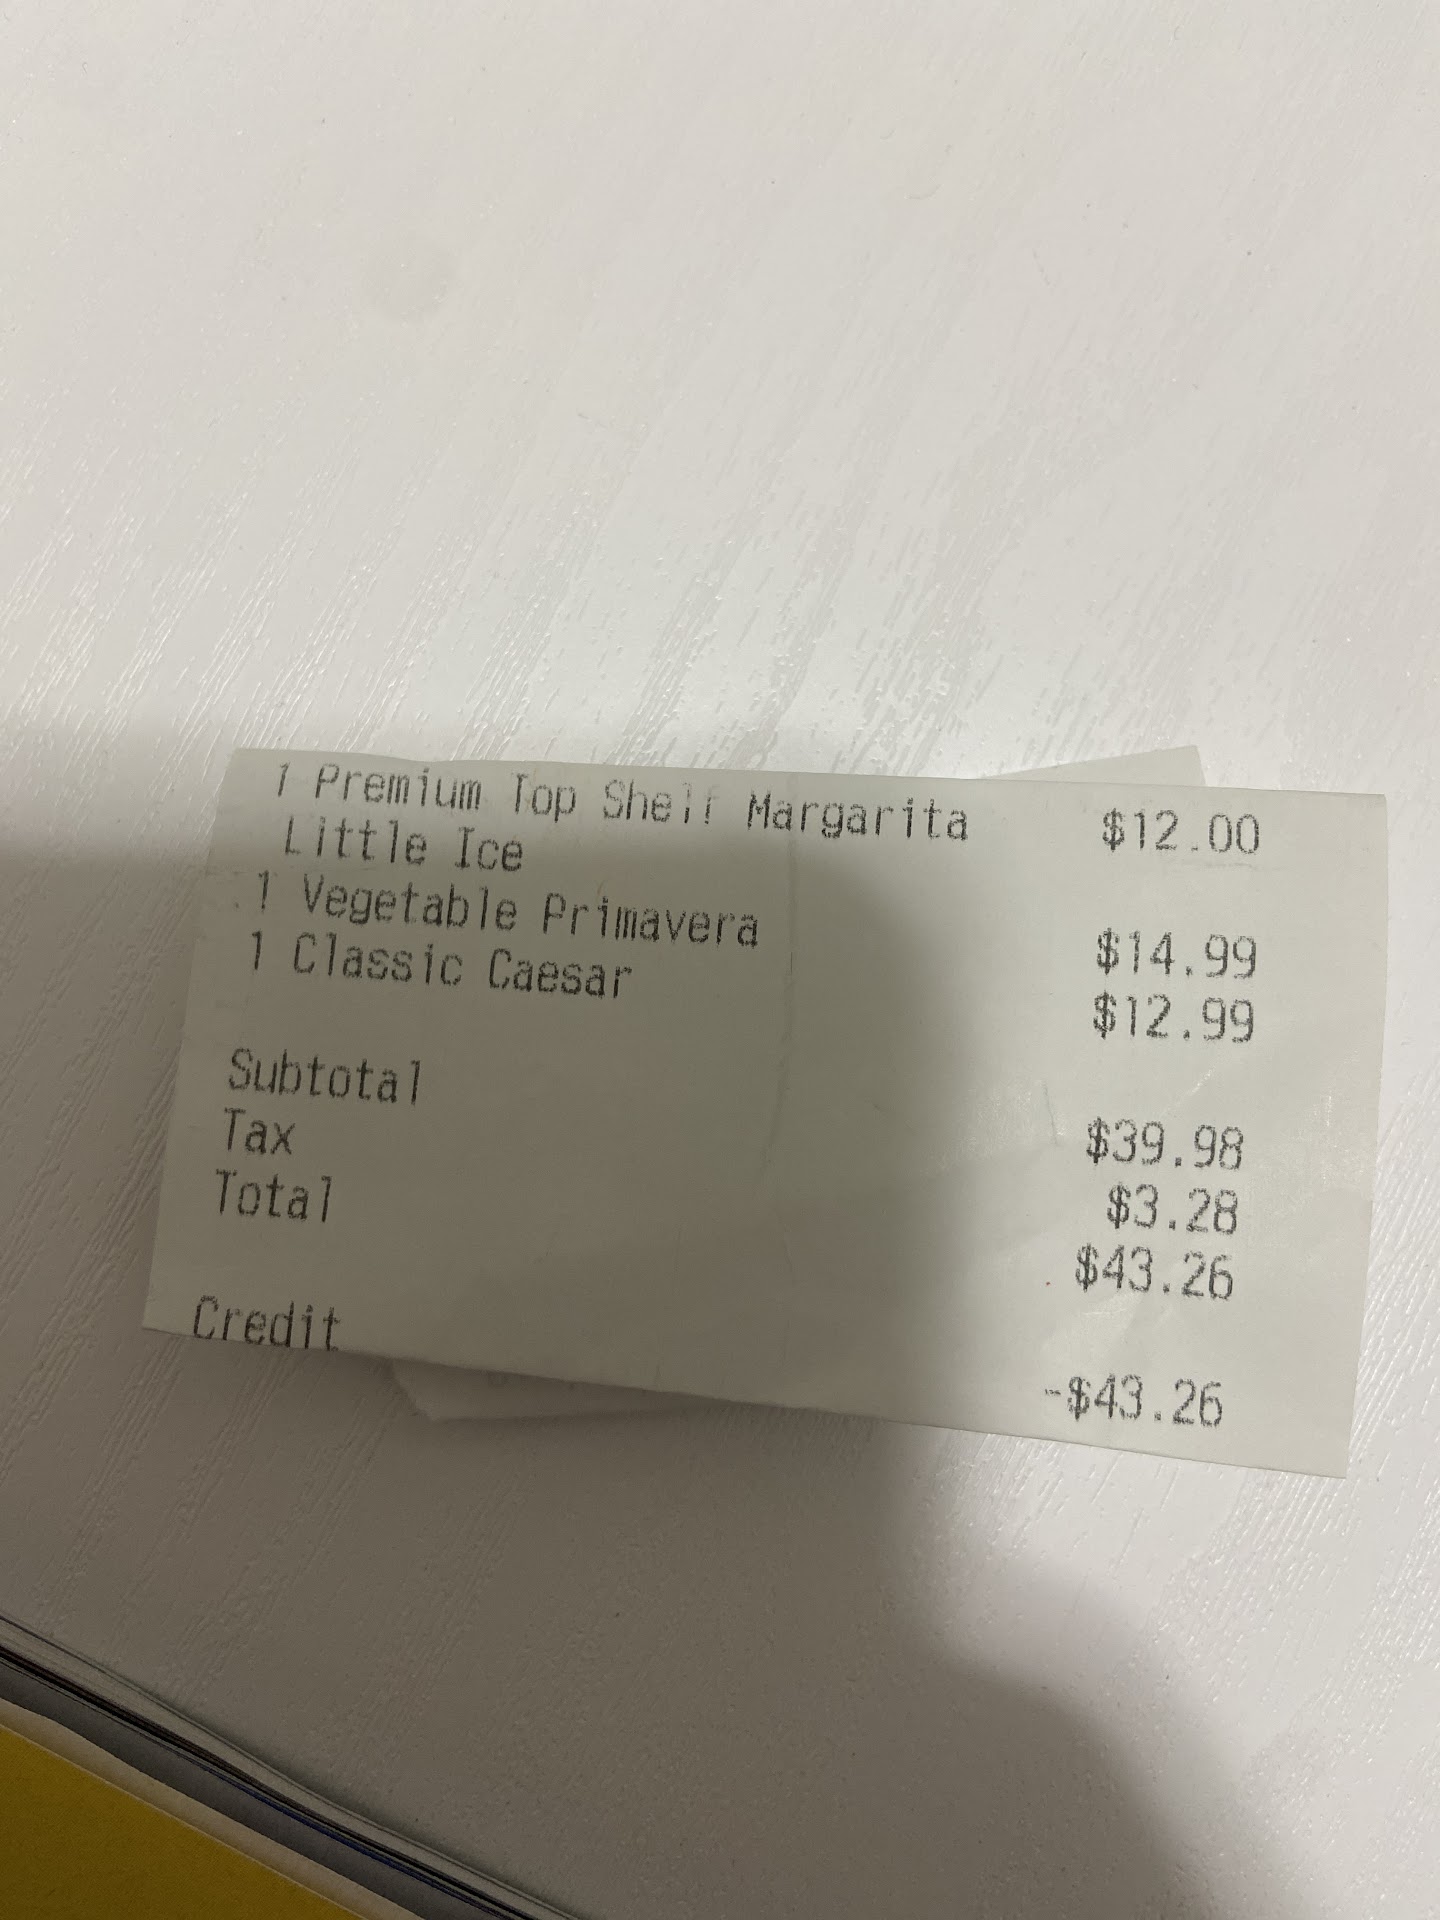 1 Premium Top Shelf Margarita $12.00
Little Ice
1 Vegetable Primavera $14.99
1 Classic Caesar $12.99
Subtotal $39.98
Tax $3.28
Total $43.26
Credit -$43.26